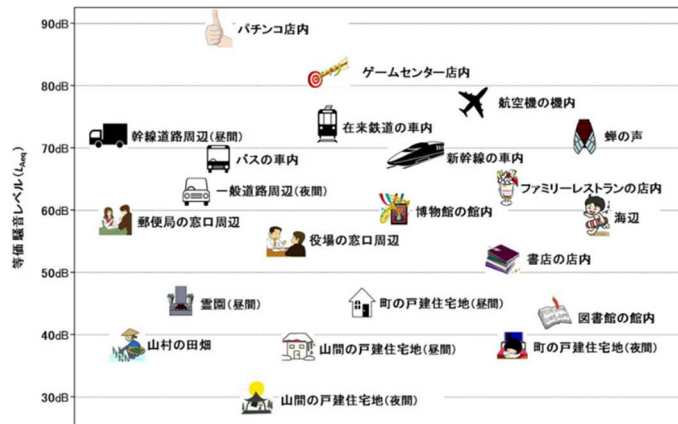 等価 騒音レベル(LAeq)
90dB
パチンコ店内
80dB
ゲームセンター店内
航空機の機内
在来鉄道の車内
幹線道路周辺(昼間)
蝉の声
70dB
バスの車内
新幹線の車内
一般道路周辺(夜間)
ファミリーレストランの店内
60dB
郵便局の窓口周辺
博物館の館内
海辺
役場の窓口周辺
書店の店内
50dB
霊園(昼間)
町の戸建住宅地(昼間)
図書館の館内
40dB
山村の田畑
山間の戸建住宅地(昼間)
町の戸建住宅地(夜間)
30dB
山間の戸建住宅地(夜間)